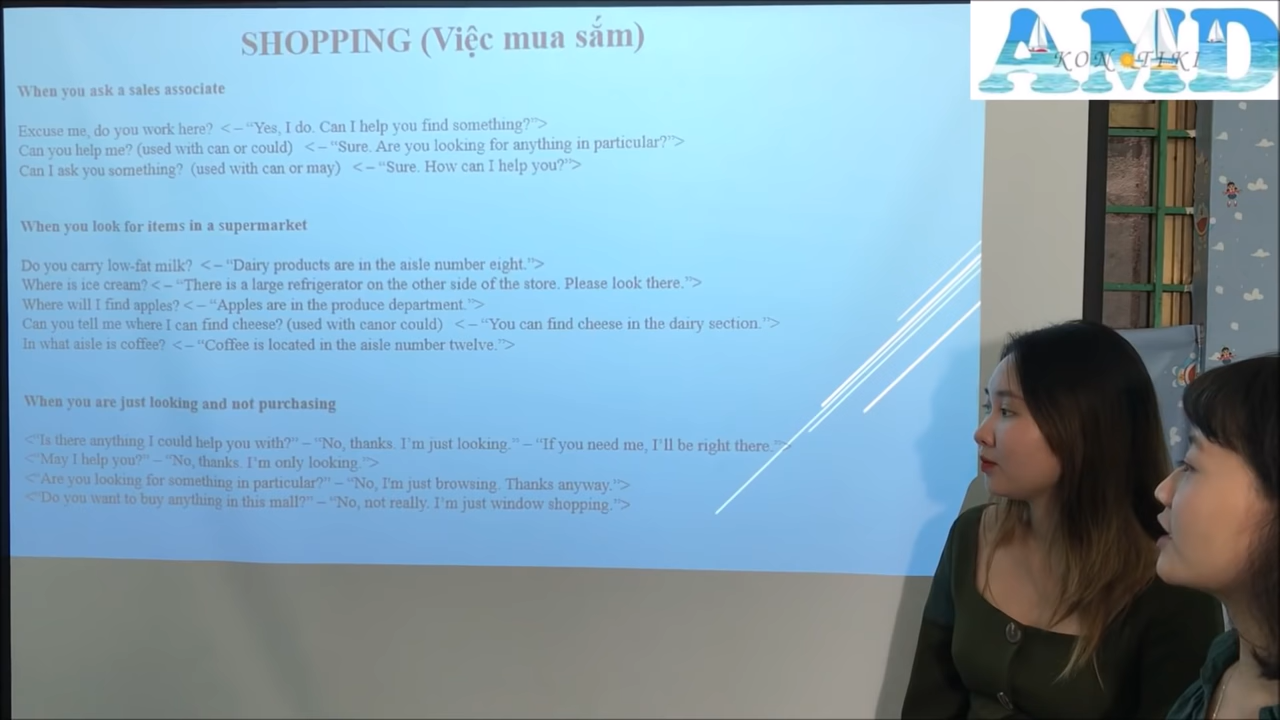 AMD
KON TIKI
SHOPPING (Việc mua sắm)
When you ask a sales associate
Excuse me, do you work here? <– “Yes, I do. Can I help you find something?”>
Can you help me? (used with can or could) <– “Sure. Are you looking for anything in particular?”>
Can I ask you something? (used with can or may) <– “Sure. How can I help you?”>
When you look for items in a supermarket
Do you carry low-fat milk? <– “Dairy products are in the aisle number eight.”>
Where is ice cream? <– “There is a large refrigerator on the other side of the store. Please look there.”>
Where will I find apples? <– “Apples are in the produce department.”>
Can you tell me where I can find cheese? (used with canor could) <– “You can find cheese in the dairy section.”>
In what aisle is coffee? <– “Coffee is located in the aisle number twelve.”>
When you are just looking and not purchasing
<“Is there anything I could help you with?” – “No, thanks. I’m just looking.” – “If you need me, I’ll be right there.”>
<“May I help you?” – “No, thanks. I’m only looking.”>
<“Are you looking for something in particular?” – “No, I'm just browsing. Thanks anyway.”>
<“Do you want to buy anything in this mall?” – “No, not really. I’m just window shopping.”>